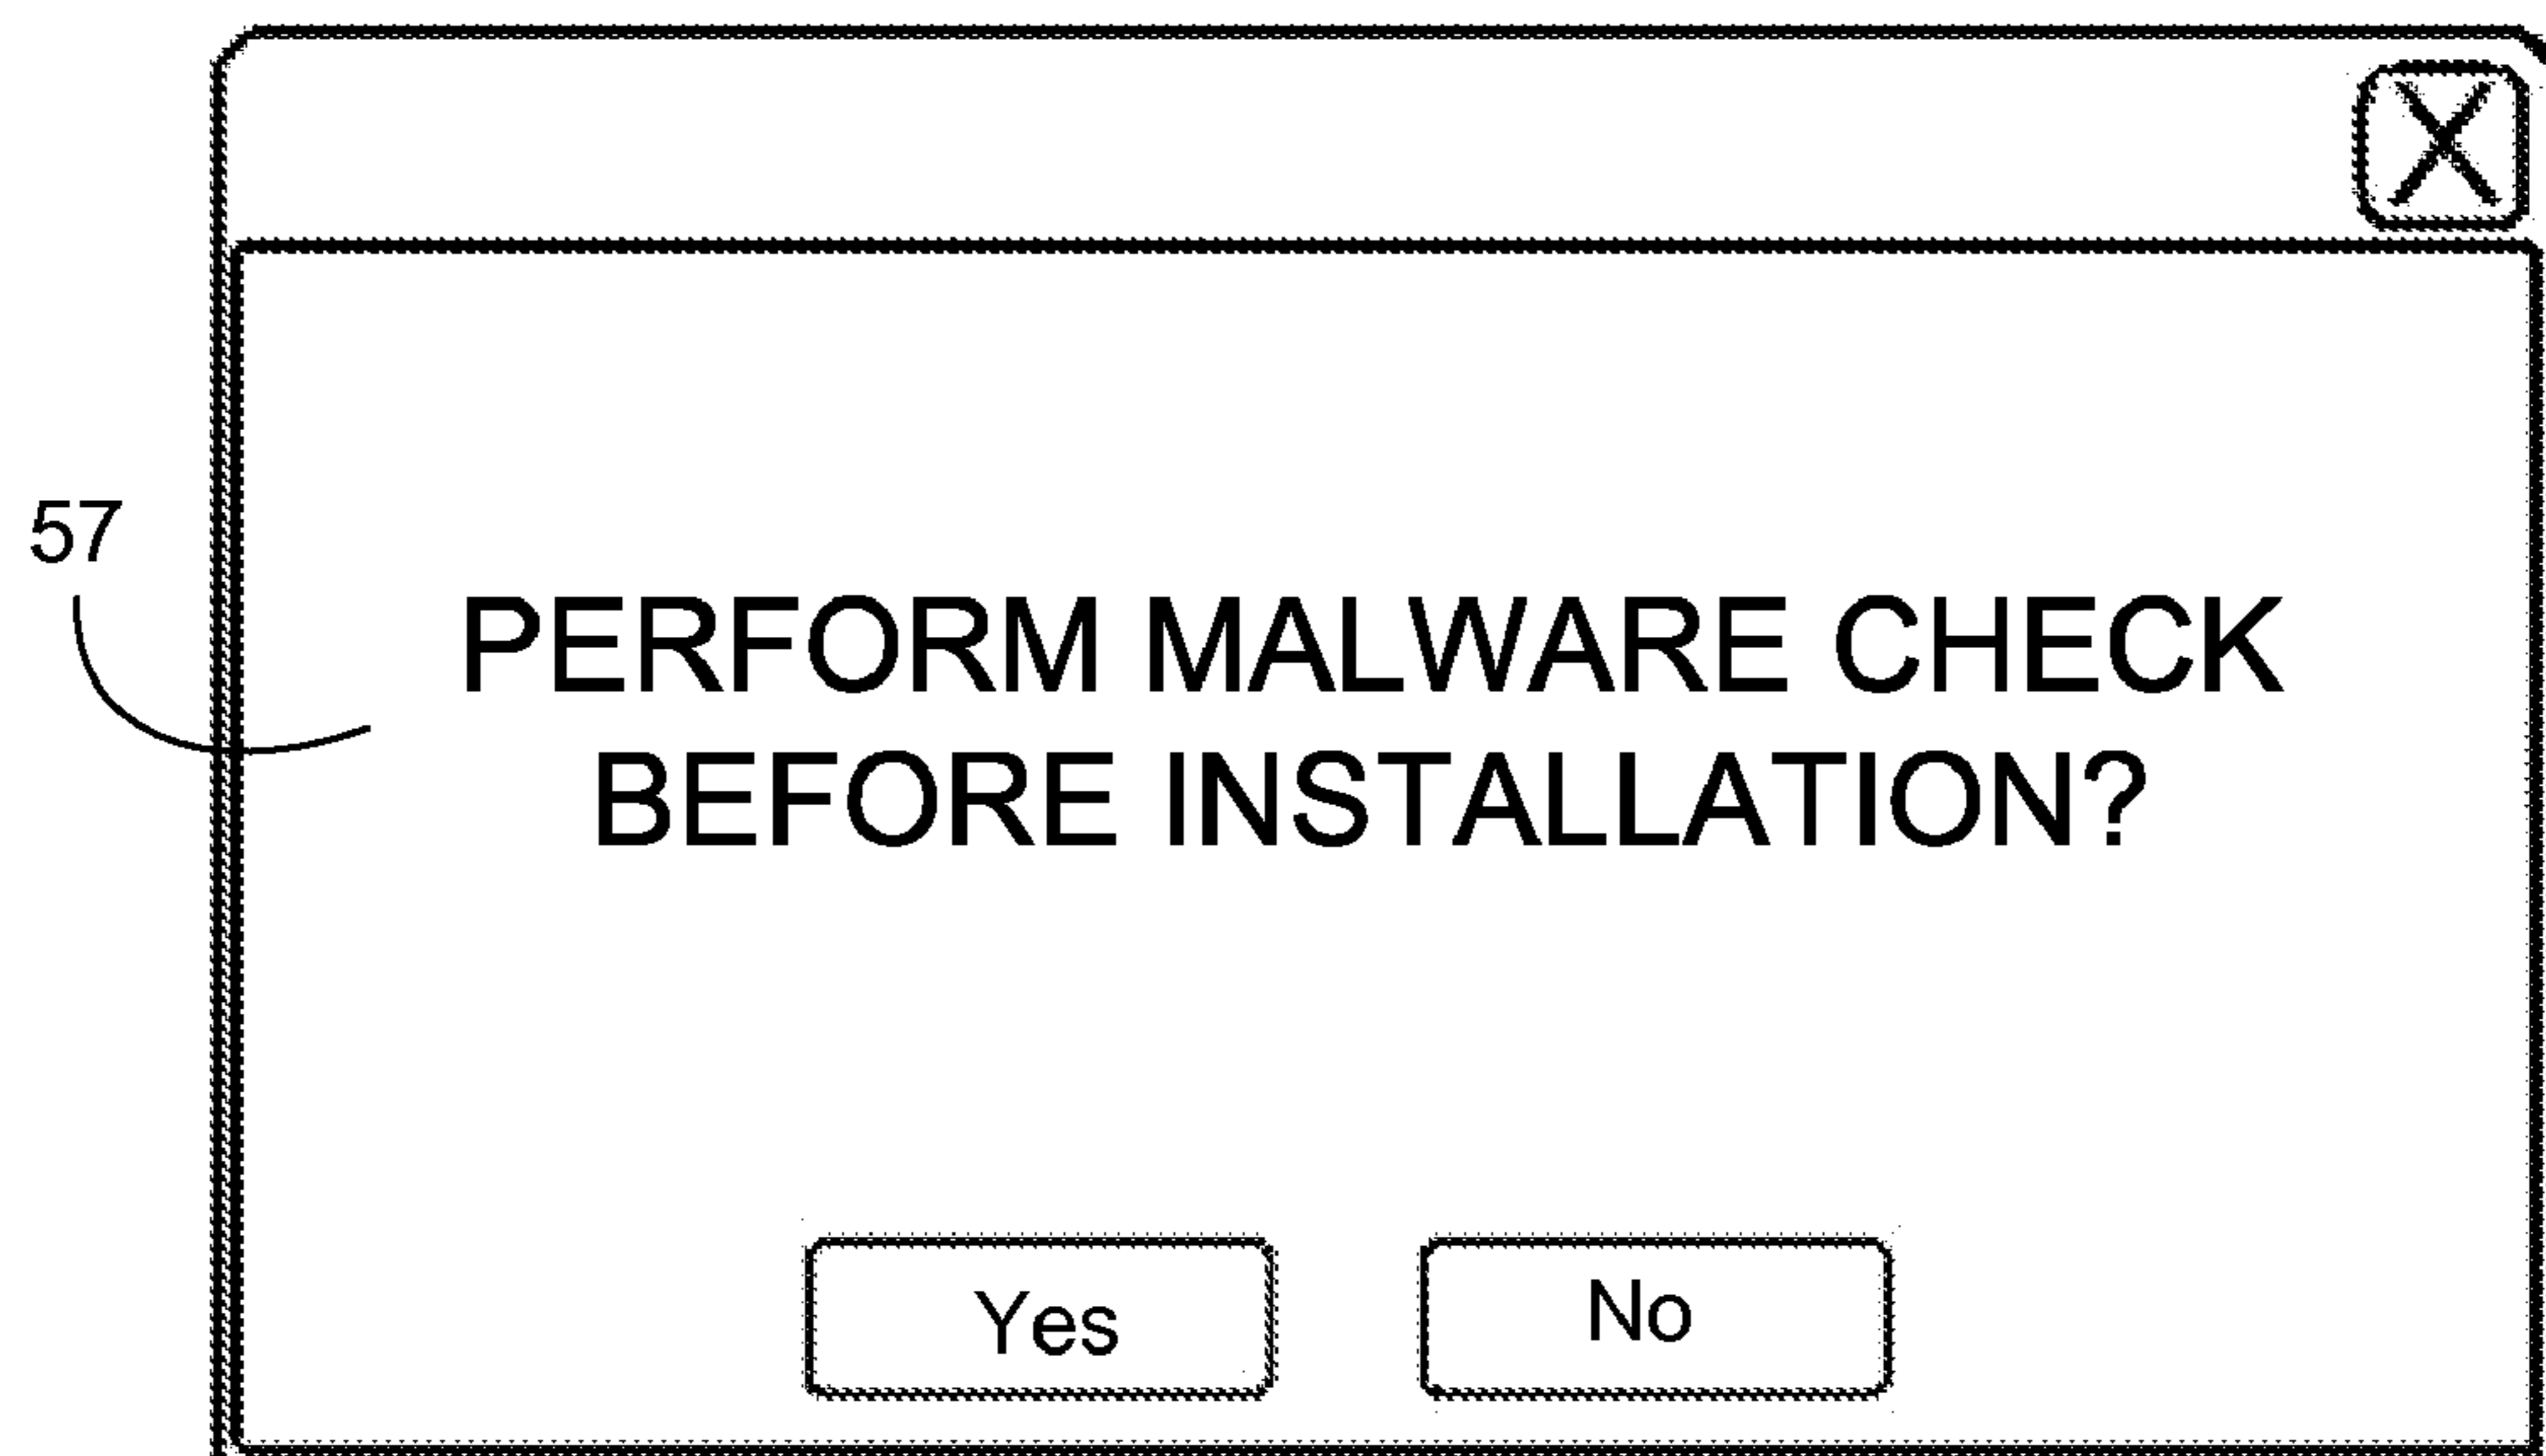 X
57
PERFORM MALWARE CHECK
BEFORE INSTALLATION?
Yes
No